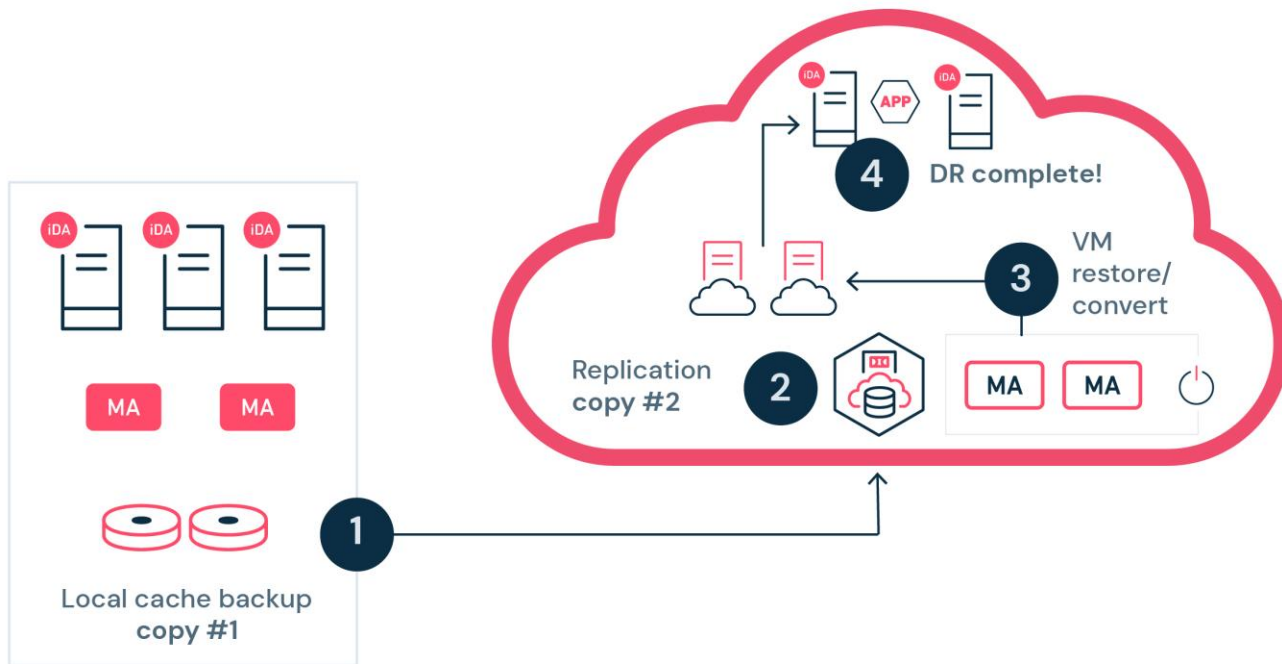 iDA
iDA
iDA
MA
MA
1
Local cache backup
copy #1
iDA
APP
iDA
4
DR complete!
3
VM
restore/
convert
Replication
copy #2
2
MA
MA